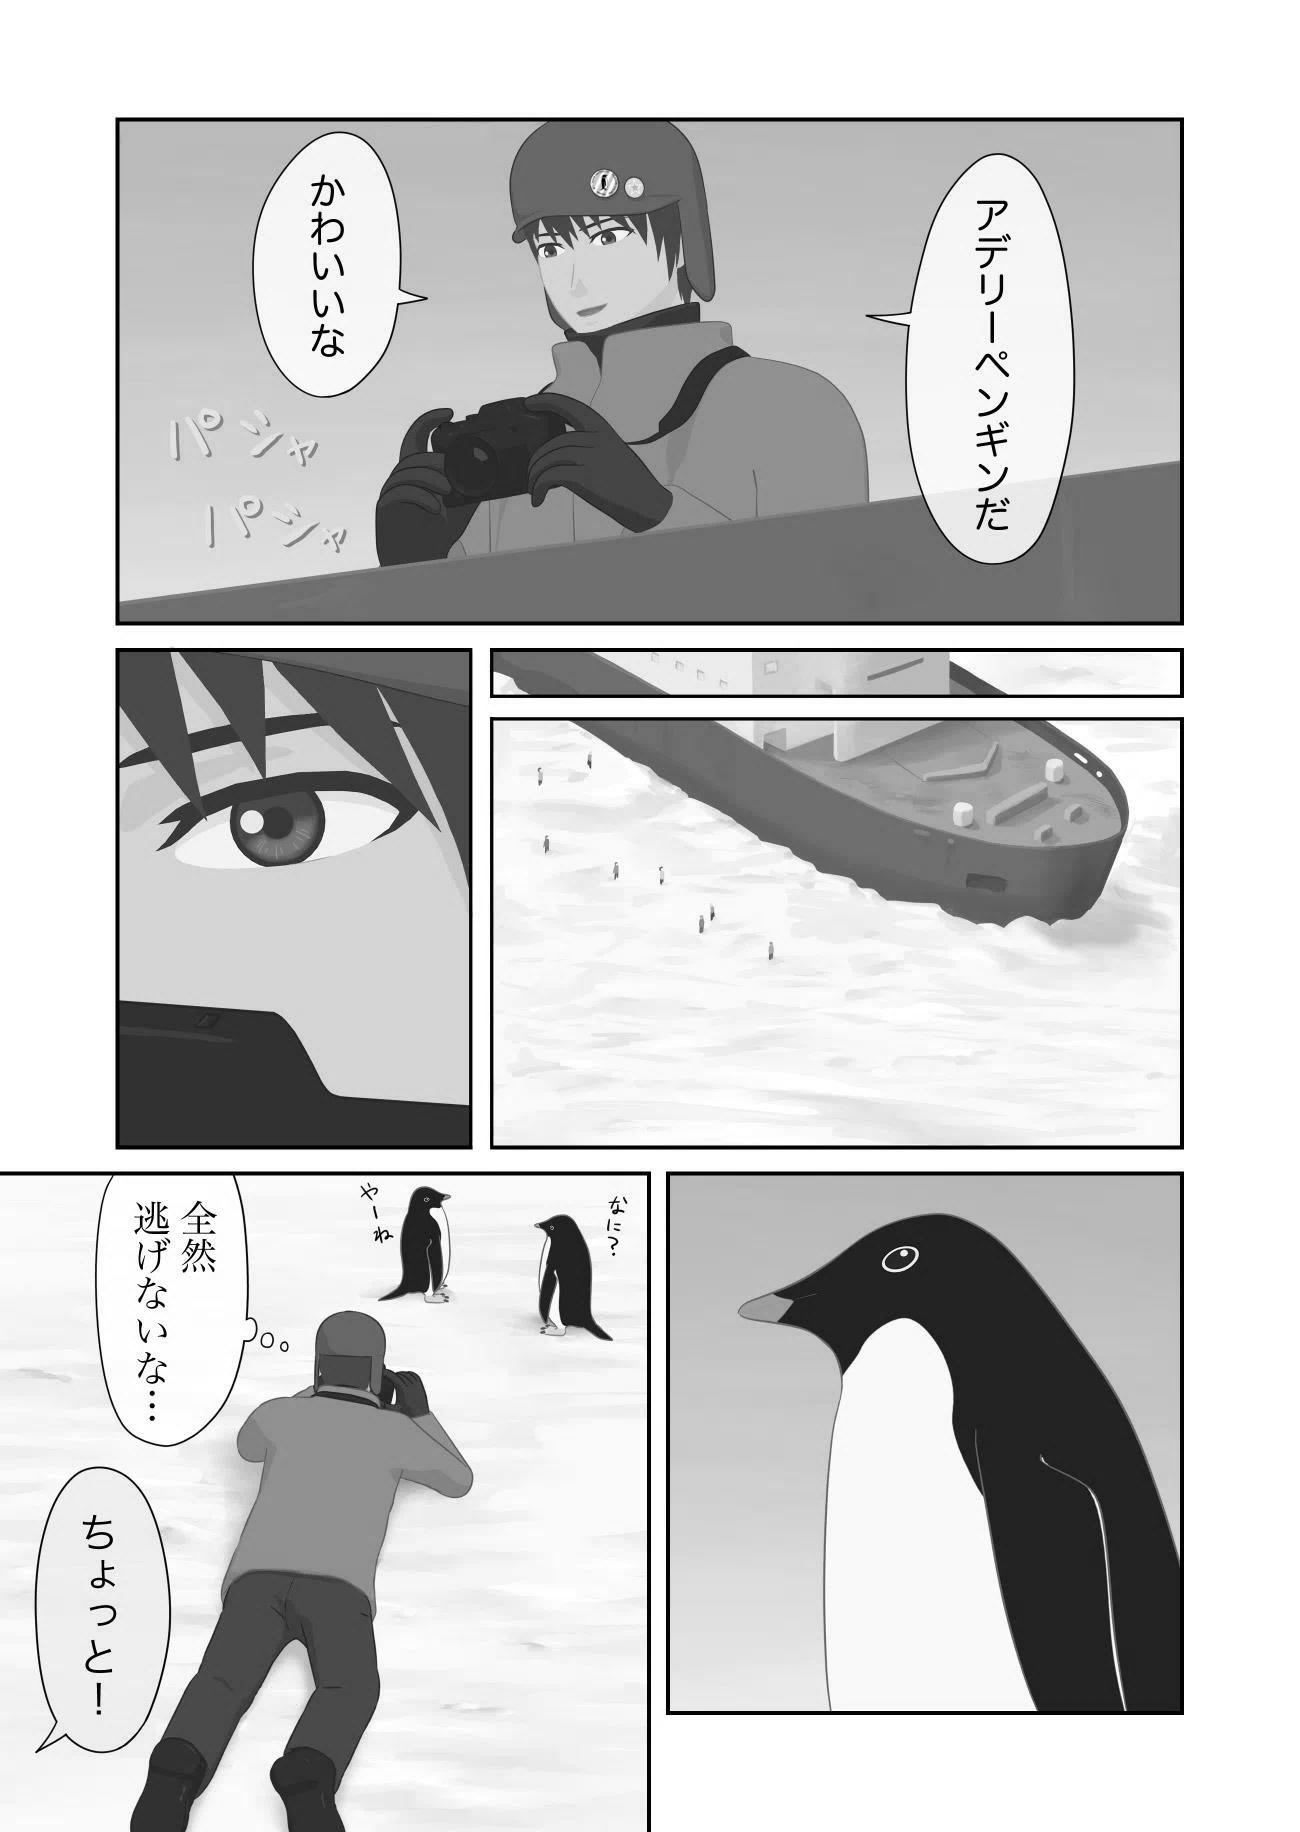 アデリーペンギンだ
かわいいな
パシャ
パシャ
なに?
やーね
全然
逃げないな…
ちょっと!